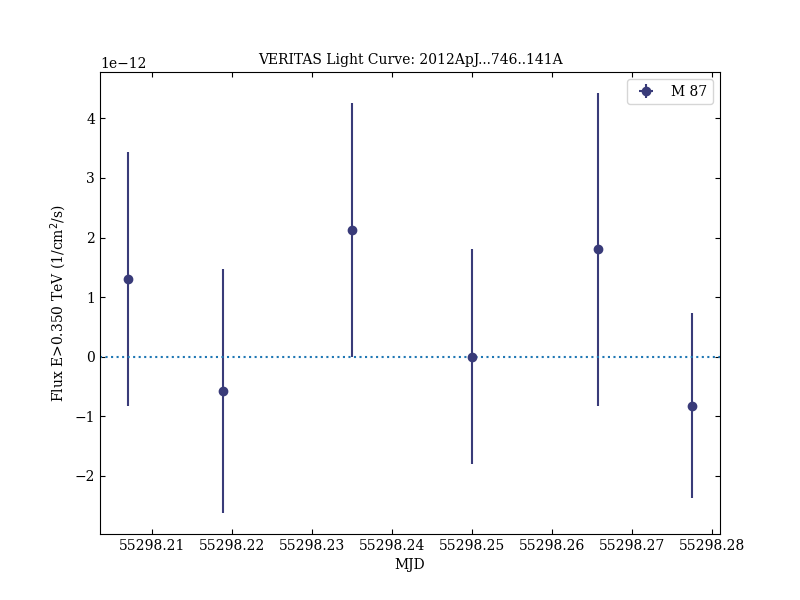 VERITAS Light Curve: 2012ApJ...746..141A
1e−12
M 87
4
3
2
1
0
−1
−2
Flux E>0.350 TeV (1/cm²/s)
55298.21 55298.22 55298.23 55298.24 55298.25 55298.26 55298.27 55298.28
MJD